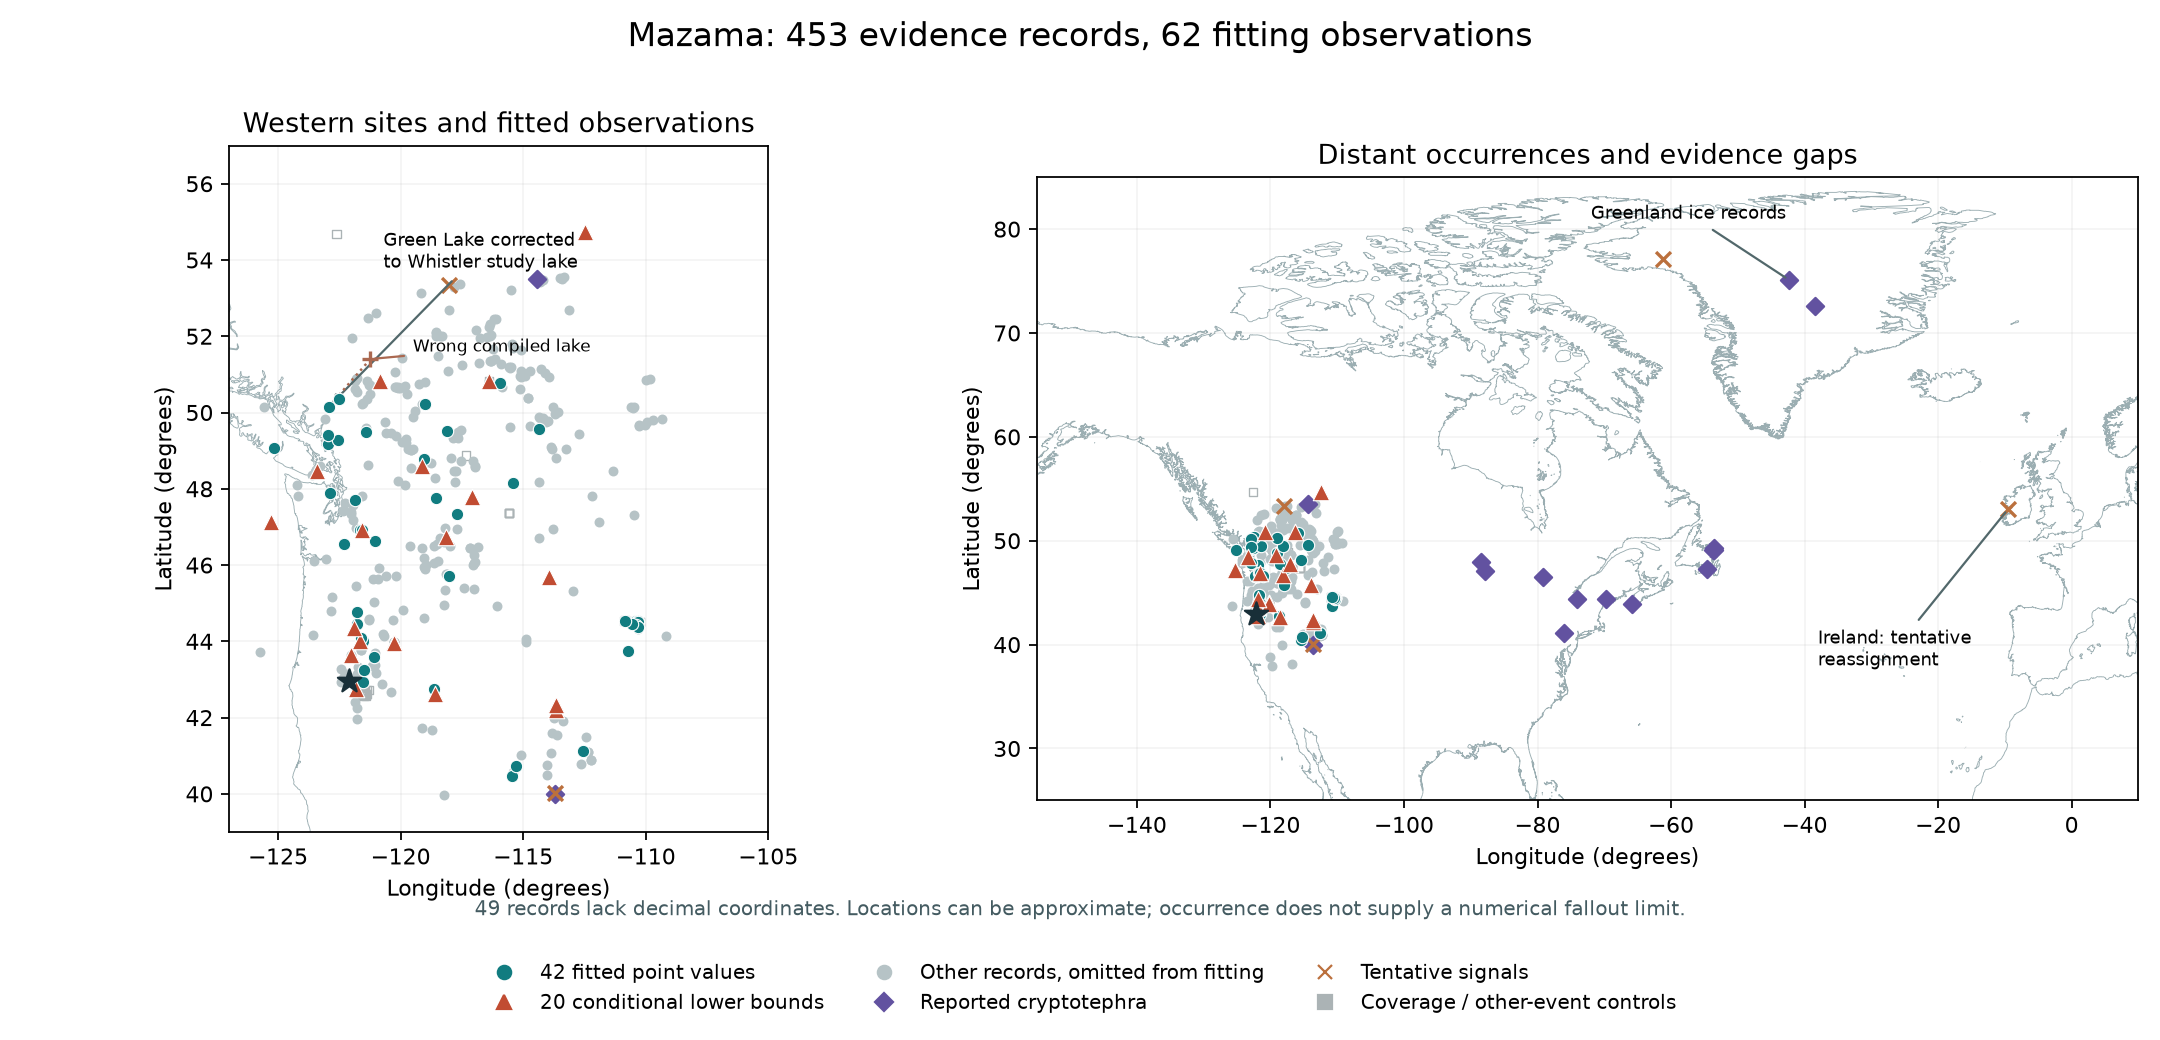 Mazama: 453 evidence records, 62 fitting observations
Western sites and fitted observations
56
54
52
50
48
46
44
42
40
Latitude (degrees)
Green Lake corrected
to Whistler study lake
Wrong compiled lake
−125
−120
−115
−110
−105
Longitude (degrees)
Distant occurrences and evidence gaps
80
70
60
50
40
30
Latitude (degrees)
Greenland ice records
Ireland: tentative
reassignment
−140
−120
−100
−80
−60
−40
−20
0
Longitude (degrees)
49 records lack decimal coordinates. Locations can be approximate; occurrence does not supply a numerical fallout limit.
42 fitted point values
20 conditional lower bounds
Other records, omitted from fitting
Reported cryptotephra
Tentative signals
Coverage / other-event controls